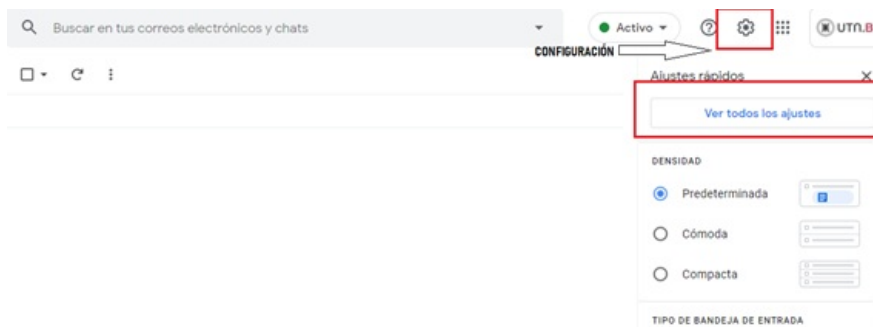 Buscar en tus correos electrónicos y chats
Activo
UTN.B
CONFIGURACIÓN
Ajustes rápidos
Ver todos los ajustes
DENSIDAD
Predeterminada
Cómoda
Compacta
TIPO DE BANDEJA DE ENTRADA